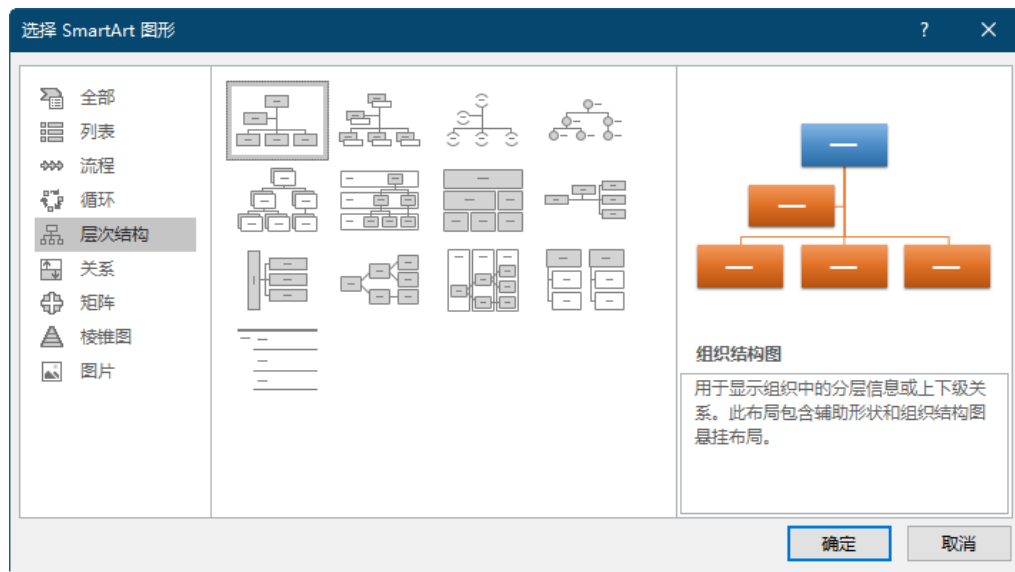 选择 SmartArt 图形
?
×
全部
列表
流程
循环
层次结构
关系
矩阵
棱锥图
图片
组织结构图
用于显示组织中的分层信息或上下级关
系。此布局包含辅助形状和组织结构图
悬挂布局。
确定
取消